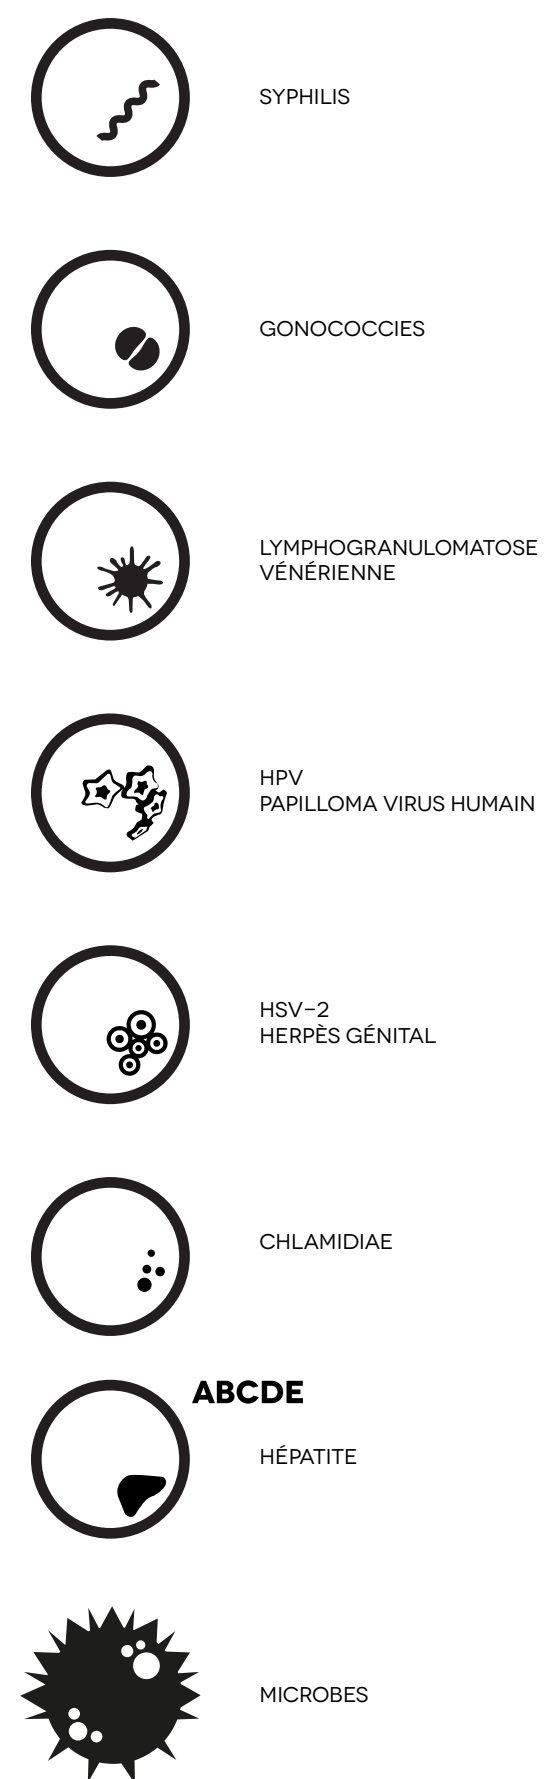 SYPHILIS
GONOCOCCIES
LYMPHOGRANULOMATOSE
VÉNÉRIENNE
HPV
PAPILLOMA VIRUS HUMAIN
HSV-2
HERPÈS GÉNITAL
CHLAMIDIAE
ABCDE
HÉPATITE
MICROBES